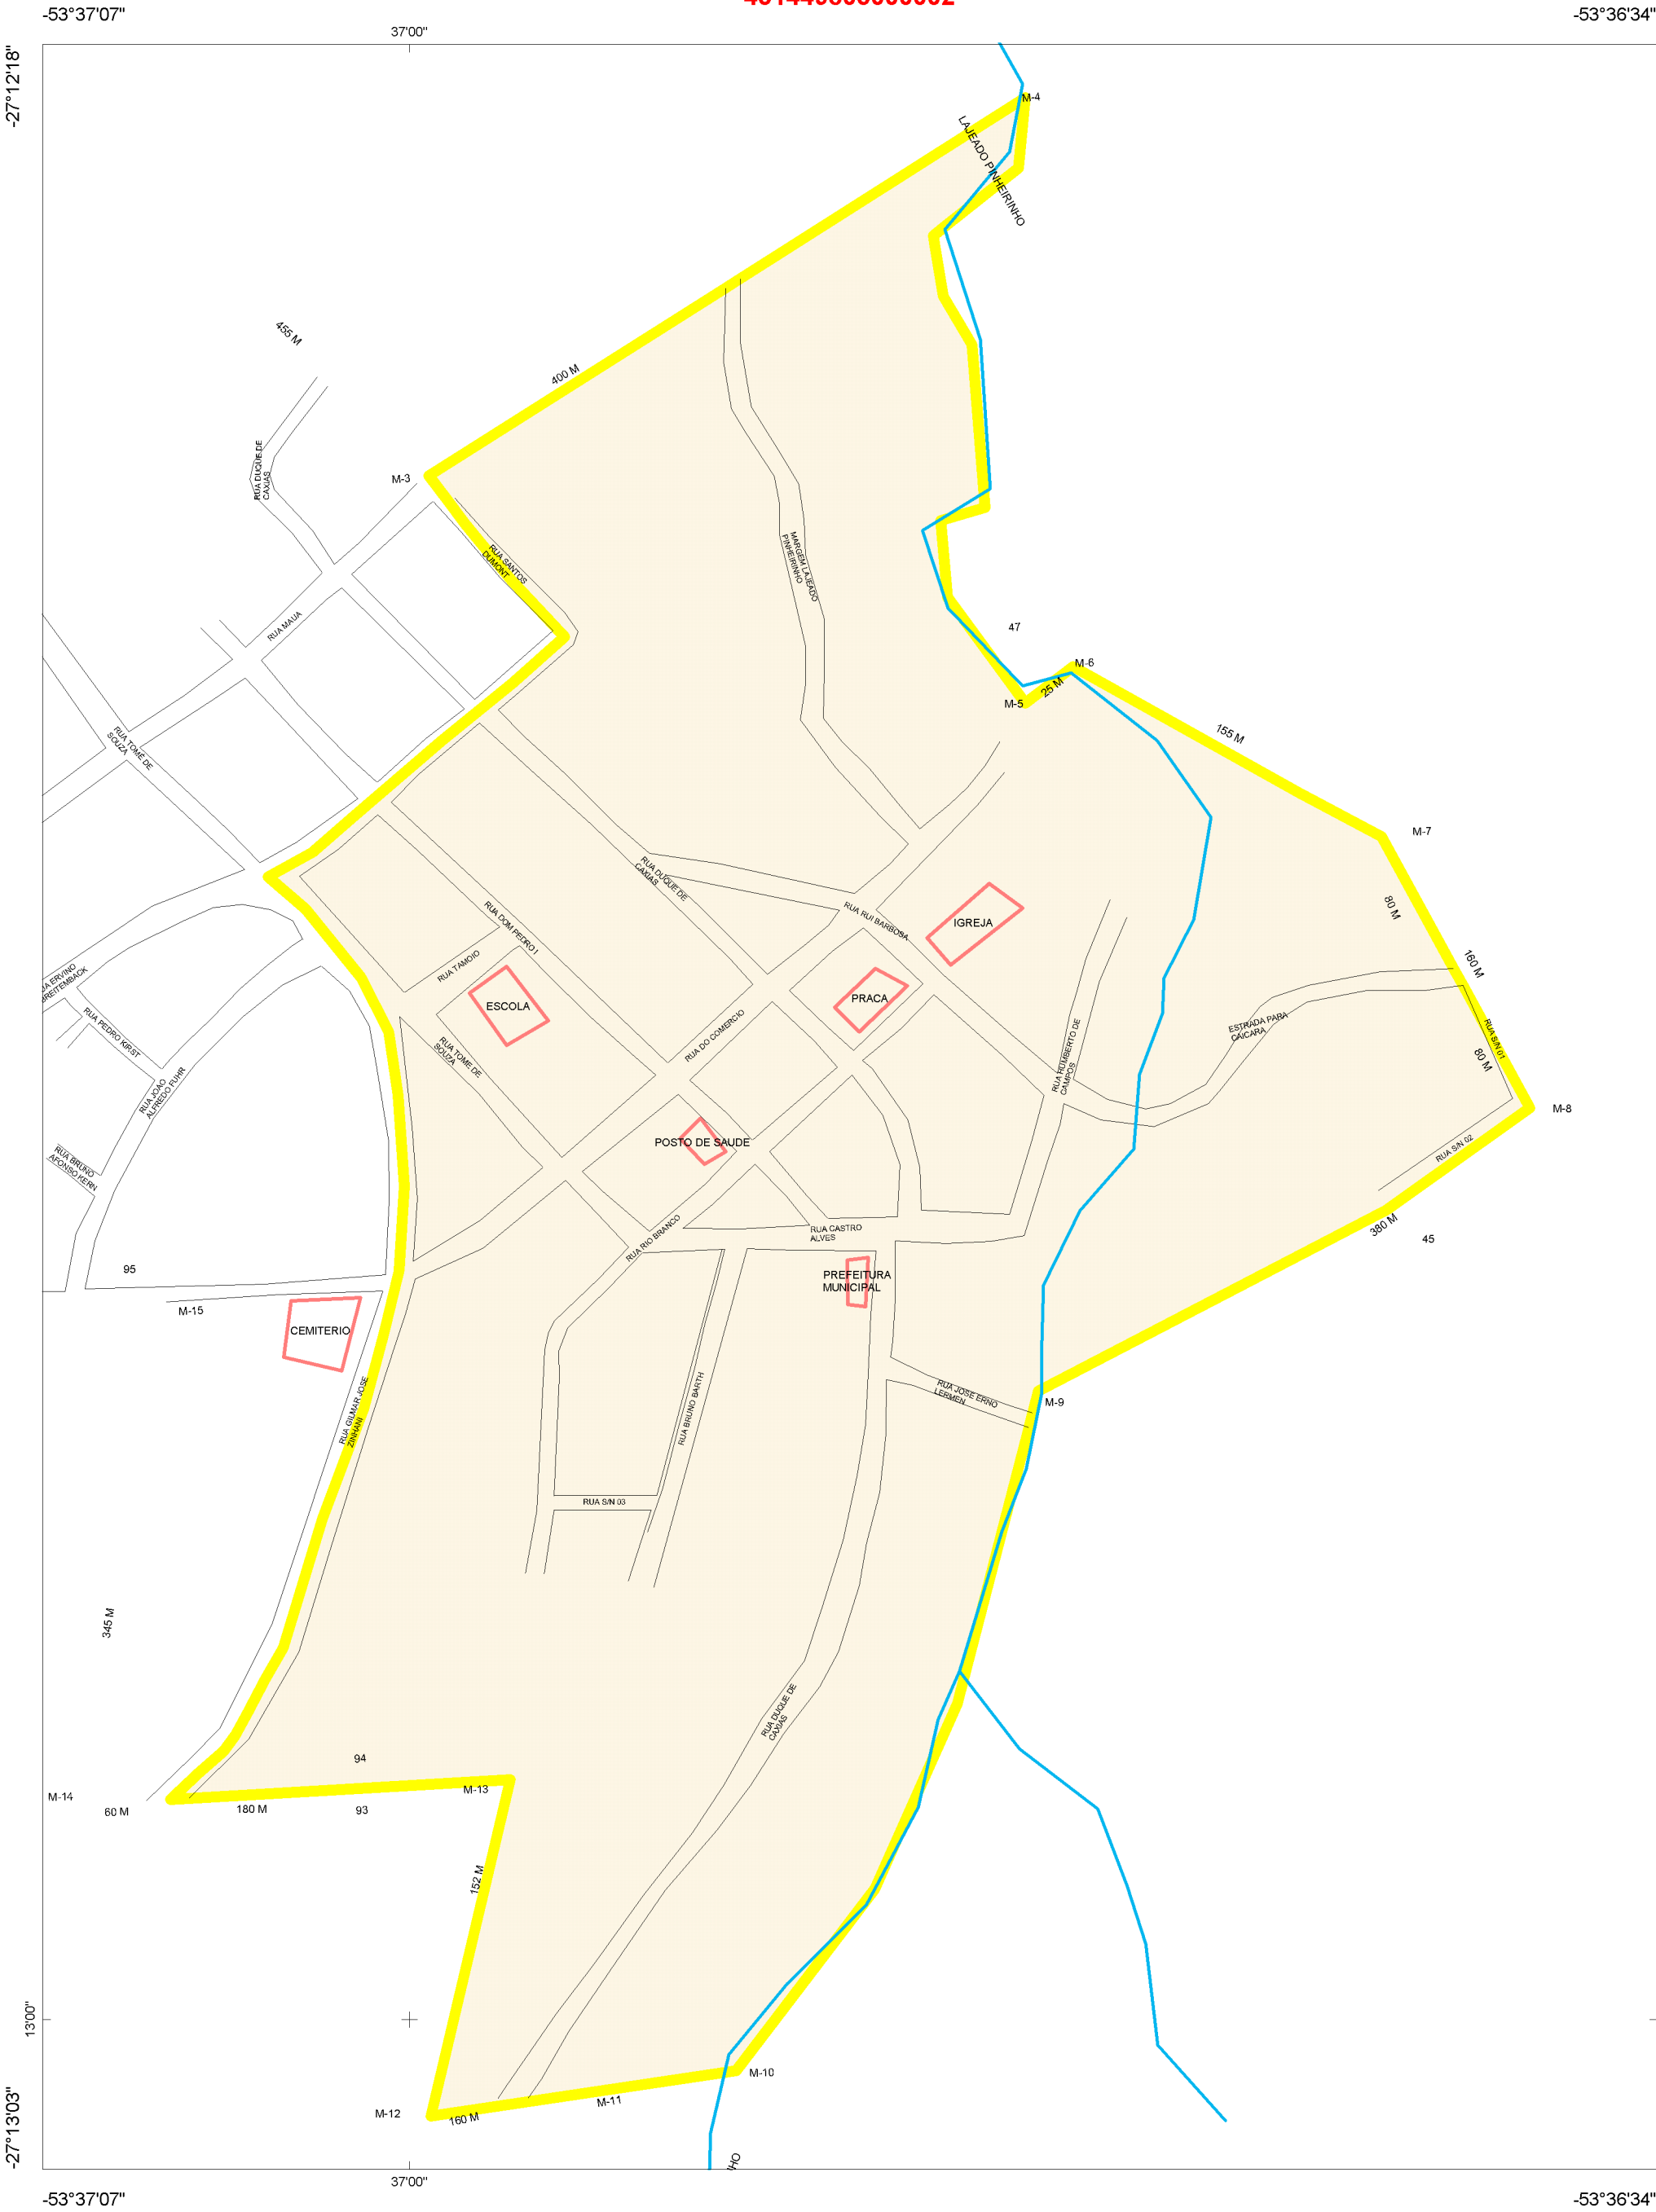 -53°37'07"
-53°36'34"
37'00"
-27°12'18"
M-4
LAJEADO PINHEIRINHO
455 M
400 M
RUA DUQUE DE
CAXIAS
M-3
RUA SANTOS
DUMONT
MARGEM LAJEADO
PINHEIRINHO
RUA MAUA
47
M-6
25 M
M-5
155 M
RUA TOMÉ DE
SOUZA
M-7
RUA DUQUE DE
CAXIAS
80 M
RUA DOM PEDRO I
RUA RUI BARBOSA
IGREJA
160 M
RUA TAMOIO
BREITEMBACK
ESCOLA
PRACA
RUA PEDRO KIRST
RUA DO COMERCIO
ESTRADA PARA
CAICARA
RUA S/N 01
80 M
RUA TOME DE
SOUZA
RUA HUMBERTO DE
CAMPOS
RUA JOAO
ALFREDO FUHR
M-8
POSTO DE SAUDE
RUA S/N 02
RUA BRUNO
AFONSO KERN
RUA RIO BRANCO
RUA CASTRO
ALVES
380 M
45
95
PREFEITURA
MUNICIPAL
M-15
CEMITERIO
RUA GILMAR JOSE
ZINHANI
RUA BRUNO BARTH
RUA JOSE ERNO
LERMEN
M-9
RUA S/N 03
345 M
RUA DUQUE DE
CAXIAS
94
M-13
M-14
60 M
180 M
93
152 M
13'00"
M-10
M-11
M-12
160 M
-27°13'03"
37'00"
-53°37'07"
-53°36'34"